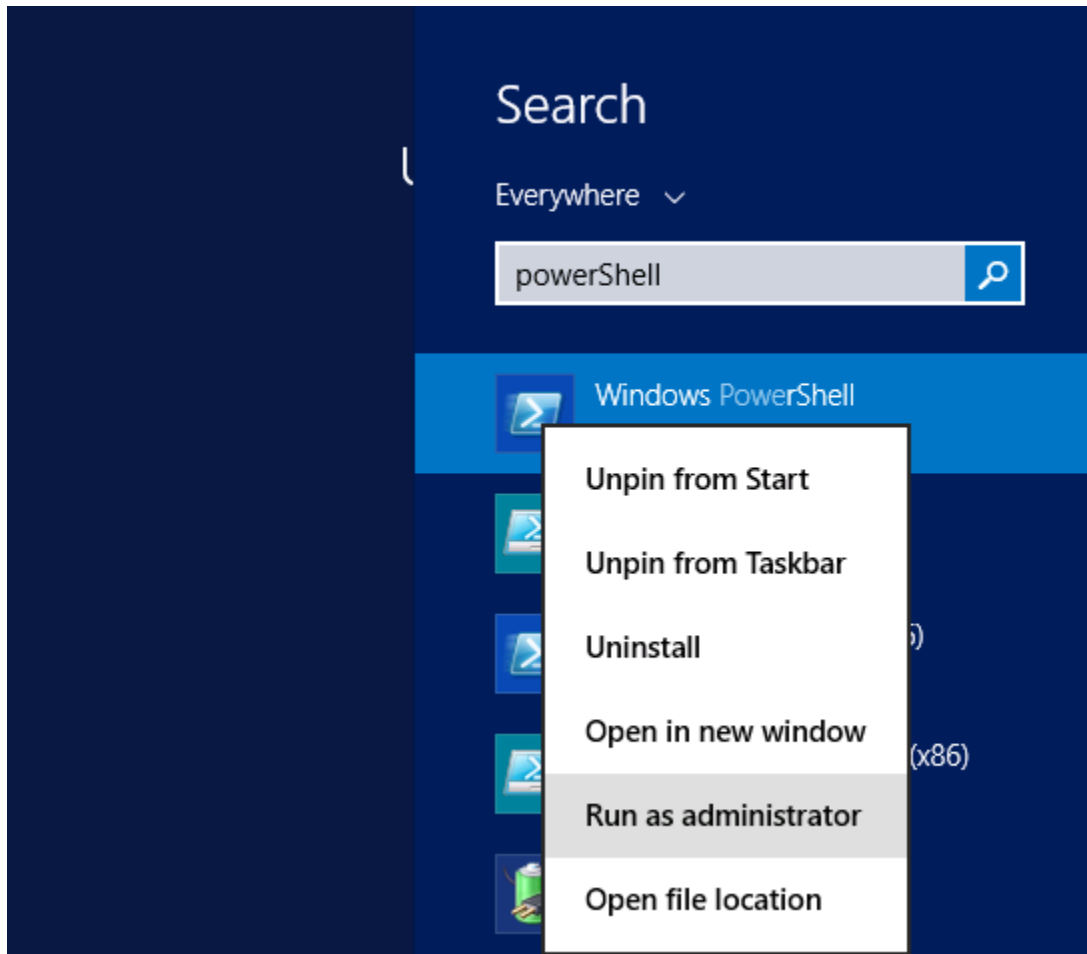 Search
Everywhere
powerShell
Windows PowerShell
Unpin from Start
Unpin from Taskbar
Uninstall
Open in new window
(x86)
Run as administrator
Open file location